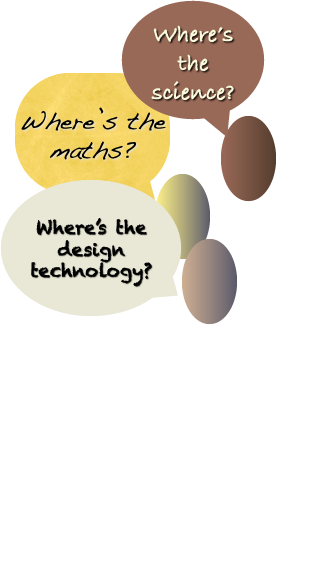 Where's
the
science?
Where's the
maths?
Where's the
design
technology?